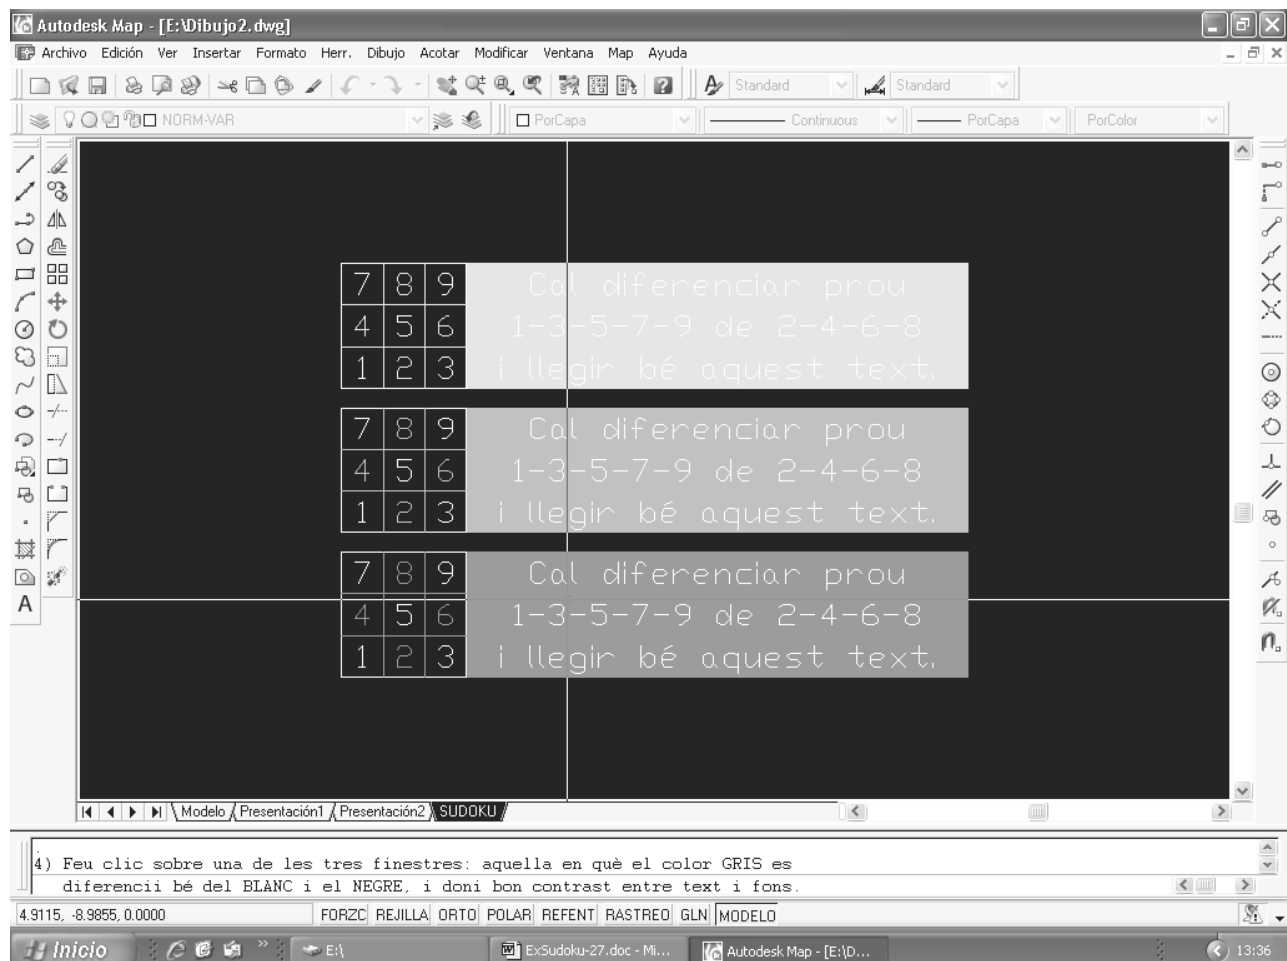 Autodesk Map - [E:\Dibujo2.dwg]
Archivo Edición Ver Insertar Formato Herr. Dibujo Acotar Modificar Ventana Map Ayuda
Standard Standard
NORM-VAR PorCapa Continuous PorCapa PorColor
7 8 9 Cal diferenciar prou
4 5 6 1-3-5-7-9 de 2-4-6-8
1 2 3 i llegir bé aquest text.
7 8 9 Cal diferenciar prou
4 5 6 1-3-5-7-9 de 2-4-6-8
1 2 3 i llegir bé aquest text.
7 8 9 Cal diferenciar prou
4 5 6 1-3-5-7-9 de 2-4-6-8
1 2 3 i llegir bé aquest text.
A
Modelo Presentación1 Presentación2 SUDOKU
4) Feu clic sobre una de les tres finestres: aquella en què el color GRIS es
diferencii bé del BLANC i el NEGRE, i doni bon contrast entre text i fons.
4.9115, -8.9855, 0.0000 FORZC REJILLA ORTO POLAR REFENT RASTREO GLN MODELO
Inicio » E:\ ExSudoku-27.doc - Mi... Autodesk Map - [E:\D... 13:36